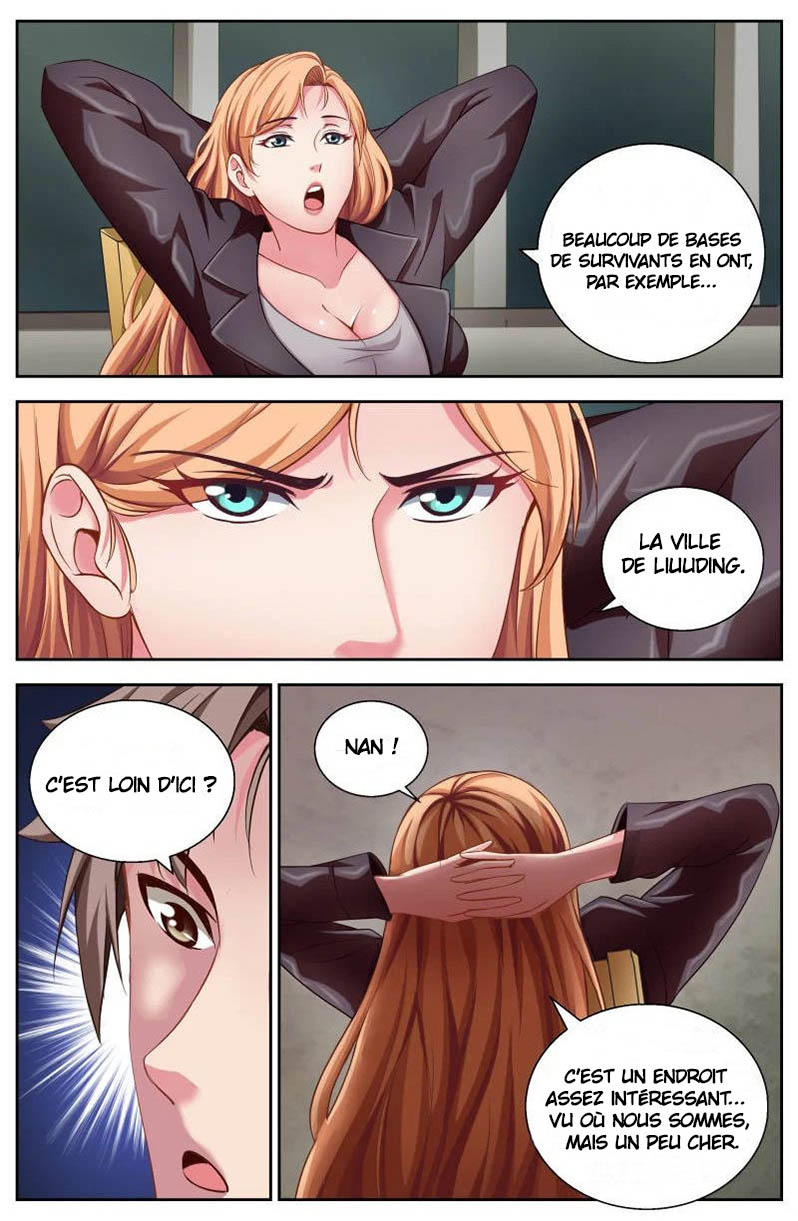 BEAUCOUP DE BASES
DE SURVIVANTS EN ONT,
PAR EXEMPLE...
LA VILLE
DE LIUUDING.
C'EST LOIN D'ICI ?
NAN !
C'EST UN ENDROIT
ASSEZ INTÉRESSANT...
VU OÙ NOUS SOMMES,
MAIS UN PEU CHER.